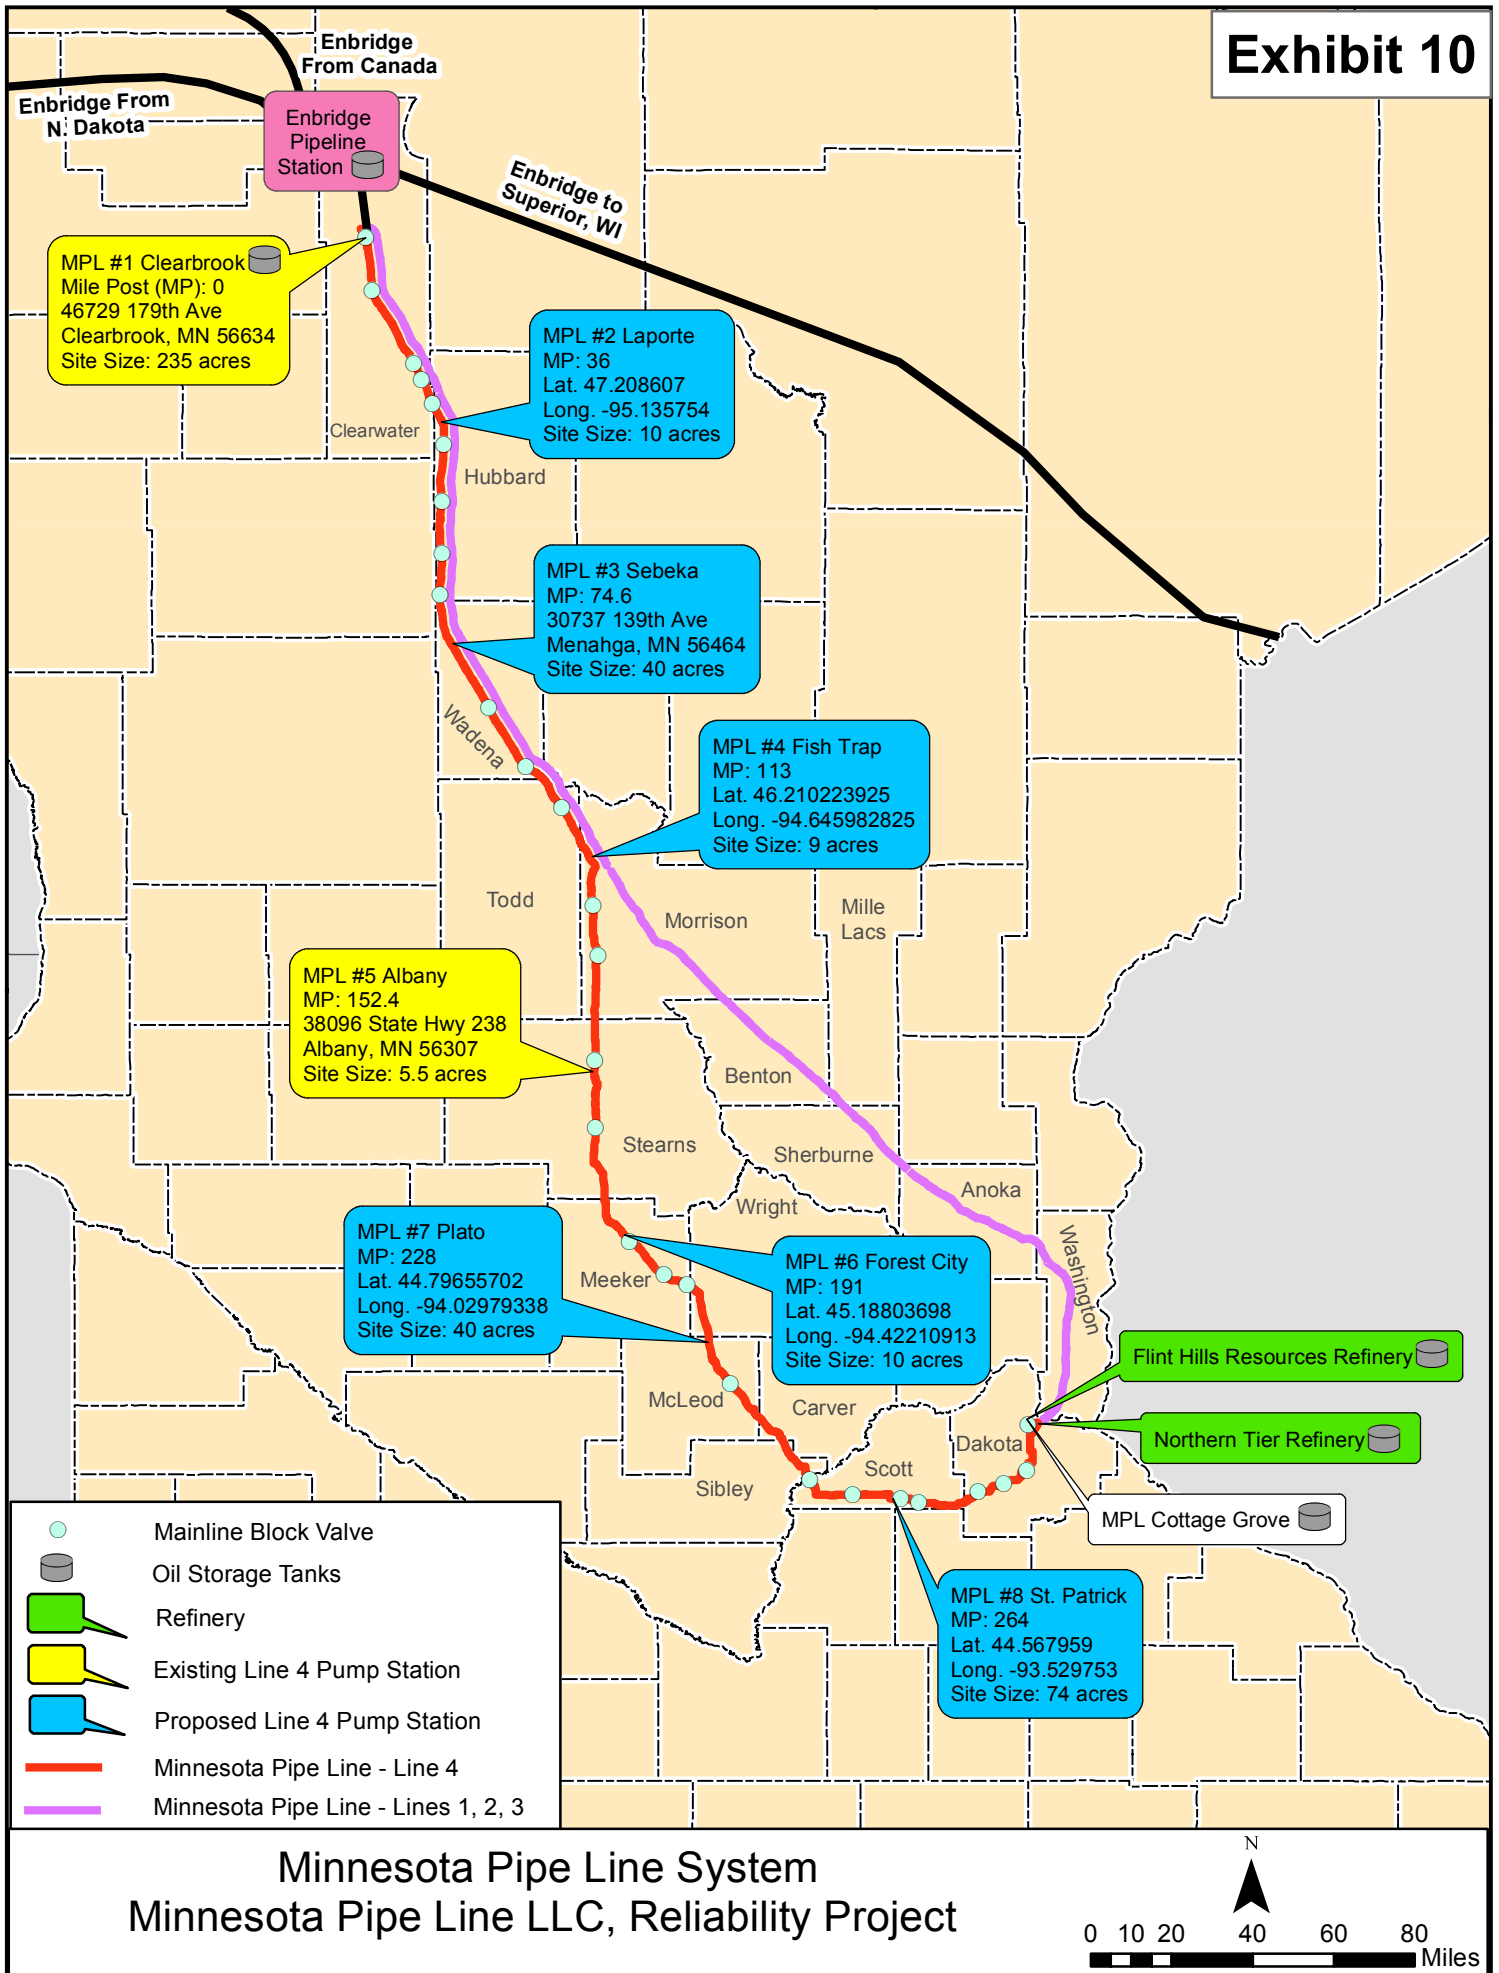 Exhibit 10
Enbridge
From Canada
Enbridge From
N. Dakota
Enbridge
Pipeline
Station
Enbridge to
Superior, WI
MPL #1 Clearbrook
Mile Post (MP): 0
46729 179th Ave
Clearbrook, MN 56634
Site Size: 235 acres
MPL #2 Laporte
MP: 36
Lat. 47.208607
Long. -95.135754
Site Size: 10 acres
Clearwater
Hubbard
MPL #3 Sebeka
MP: 74.6
30737 139th Ave
Menahga, MN 56464
Site Size: 40 acres
Wadena
MPL #4 Fish Trap
MP: 113
Lat. 46.210223925
Long. -94.645982825
Site Size: 9 acres
Todd
Morrison
Mille
Lacs
MPL #5 Albany
MP: 152.4
38096 State Hwy 238
Albany, MN 56307
Site Size: 5.5 acres
Benton
Stearns
Sherburne
Anoka
Wright
Washington
MPL #7 Plato
MP: 228
Lat. 44.79655702
Long. -94.02979338
Site Size: 40 acres
Meeker
MPL #6 Forest City
MP: 191
Lat. 45.18803698
Long. -94.42210913
Site Size: 10 acres
Flint Hills Resources Refinery
McLeod
Carver
Dakota
Northern Tier Refinery
Scott
Sibley
MPL Cottage Grove
MPL #8 St. Patrick
MP: 264
Lat. 44.567959
Long. -93.529753
Site Size: 74 acres
Mainline Block Valve
Oil Storage Tanks
Refinery
Existing Line 4 Pump Station
Proposed Line 4 Pump Station
Minnesota Pipe Line - Line 4
Minnesota Pipe Line - Lines 1, 2, 3
Minnesota Pipe Line System
Minnesota Pipe Line LLC, Reliability Project
N
0 10 20 40 60 80
Miles